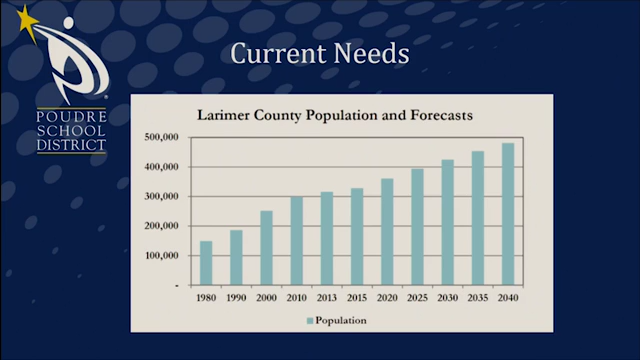 Current Needs
POUDRE
SCHOOL
DISTRICT
Larimer County Population and Forecasts
500,000
400,000
300,000
200,000
100,000
-
1980 1990 2000 2010 2013 2015 2020 2025 2030 2035 2040
Population